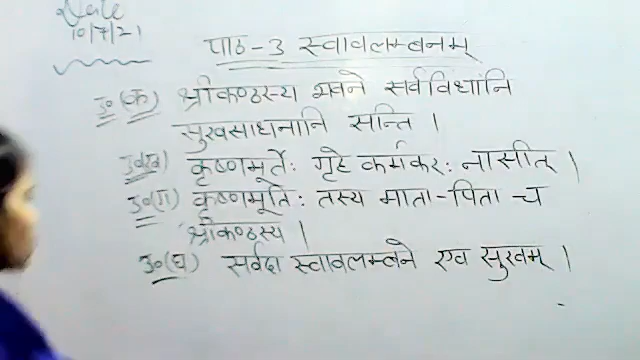 Date
10/7/21
पाठ-3 स्वावलम्बनम्
उ०(क) श्रीकण्ठस्य भवने सर्वविधानि
सुखसाधनानि सन्ति ।
उ०(ख) कृष्णमूर्तेः गृहे कर्मकरः नासीत् ।
उ०(ग) कृष्णमूर्तिः तस्य माता-पिता च
श्रीकण्ठस्य ।
उ०(घ) सर्वदा स्वावलम्बने एव सुखम् ।